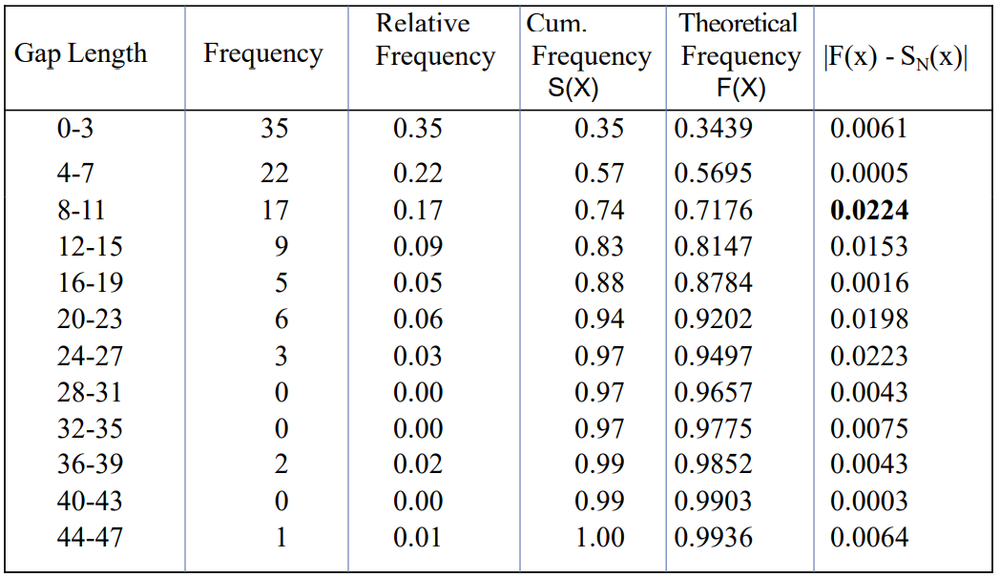 Gap Length Frequency Relative Frequency Cum. Frequency S(X) Theoretical Frequency F(X) |F(x) - S_N(x)|
0-3 35 0.35 0.35 0.3439 0.0061
4-7 22 0.22 0.57 0.5695 0.0005
8-11 17 0.17 0.74 0.7176 0.0224
12-15 9 0.09 0.83 0.8147 0.0153
16-19 5 0.05 0.88 0.8784 0.0016
20-23 6 0.06 0.94 0.9202 0.0198
24-27 3 0.03 0.97 0.9497 0.0223
28-31 0 0.00 0.97 0.9657 0.0043
32-35 0 0.00 0.97 0.9775 0.0075
36-39 2 0.02 0.99 0.9852 0.0043
40-43 0 0.00 0.99 0.9903 0.0003
44-47 1 0.01 1.00 0.9936 0.0064